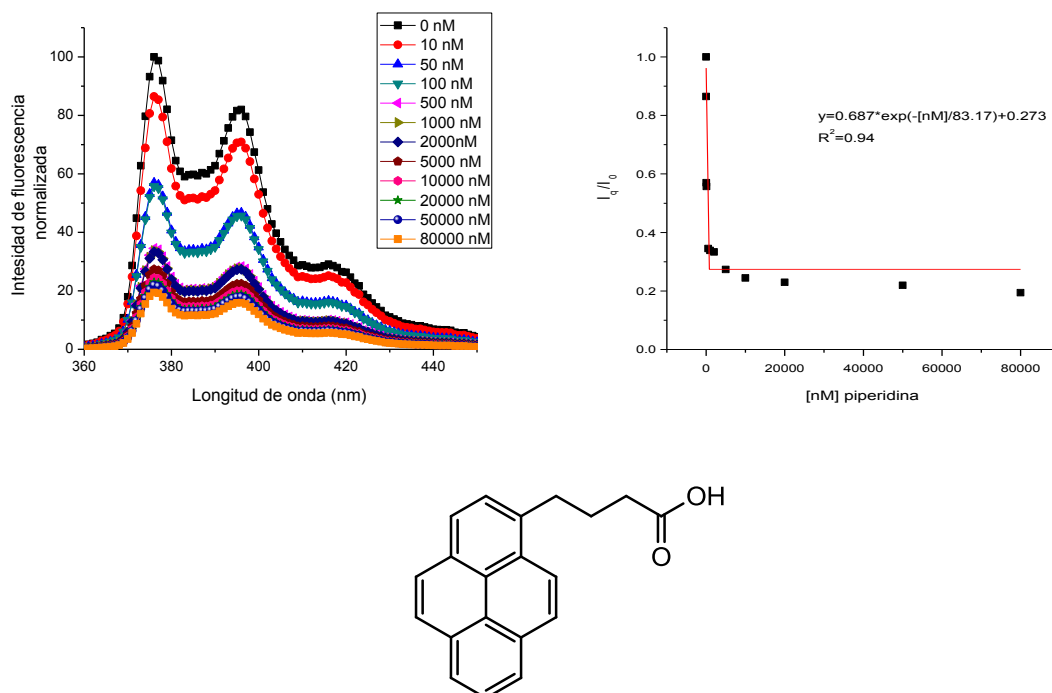 Intesidad de fluorescencia
normalizada
100
80
60
40
20
0
360
380
400
420
440
Longitud de onda (nm)
0 nM
10 nM
50 nM
100 nM
500 nM
1000 nM
2000nM
5000 nM
10000 nM
20000 nM
50000 nM
80000 nM
I_q/I_0
1.0
0.8
0.6
0.4
0.2
0.0
0
20000
40000
60000
80000
[nM] piperidina
y=0.687*exp(-[nM]/83.17)+0.273
R²=0.94
OH
O